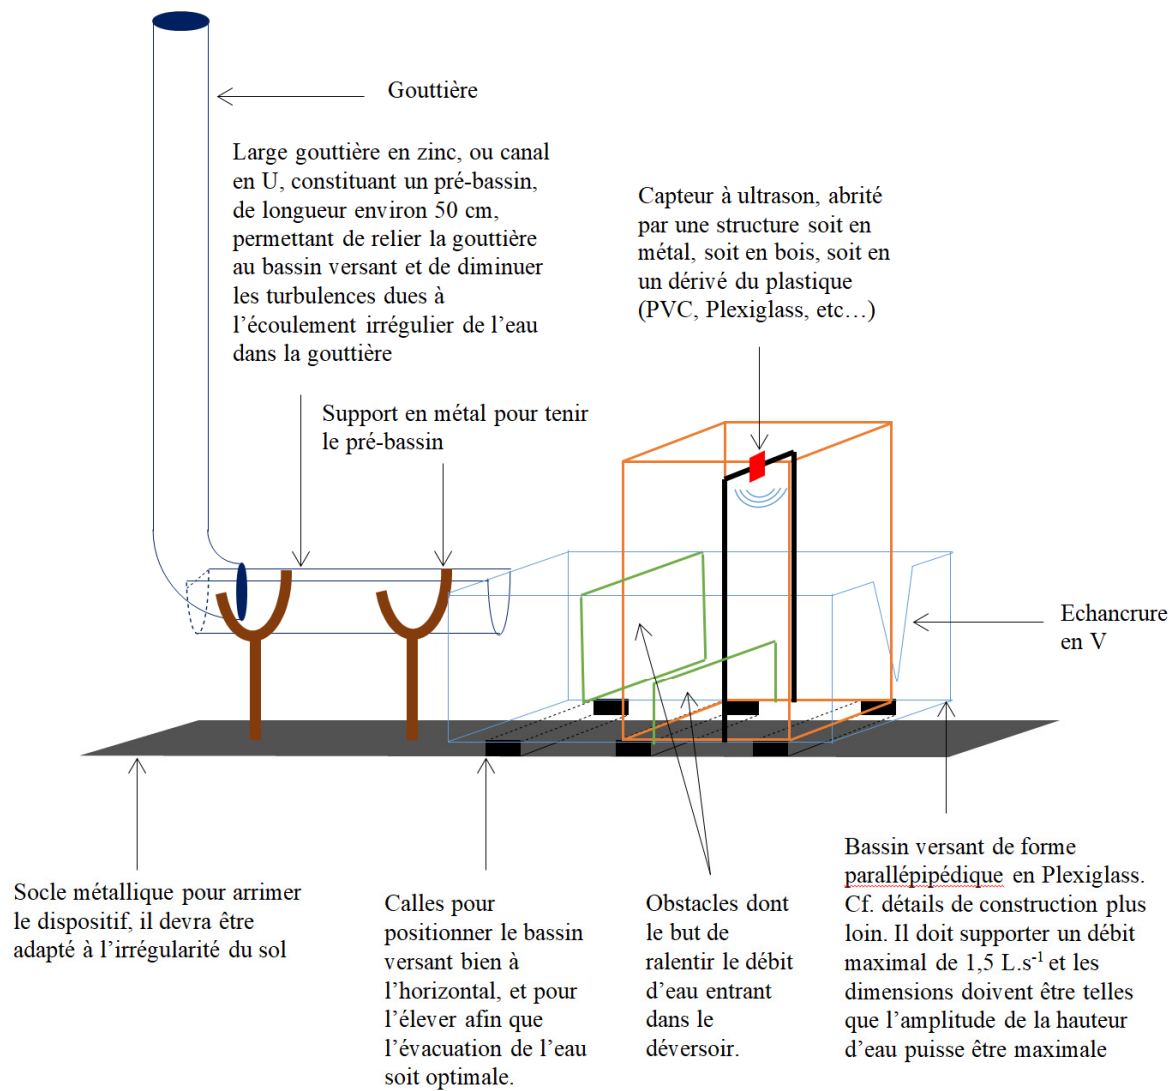 Gouttière
Large gouttière en zinc, ou canal
en U, constituant un pré-bassin,
de longueur environ 50 cm,
permettant de relier la gouttière
au bassin versant et de diminuer
les turbulences dues à
l’écoulement irrégulier de l’eau
dans la gouttière
Capteur à ultrason, abrité
par une structure soit en
métal, soit en bois, soit en
un dérivé du plastique
(PVC, Plexiglass, etc…)
Support en métal pour tenir
le pré-bassin
Echancrure
en V
Socle métallique pour arrimer
le dispositif, il devra être
adapté à l’irrégularité du sol
Calles pour
positionner le bassin
versant bien à
l’horizontal, et pour
l’élever afin que
l’évacuation de l’eau
soit optimale.
Obstacles dont
le but de
ralentir le débit
d’eau entrant
dans le
déversoir.
Bassin versant de forme
parallépipédique en Plexiglass.
Cf. détails de construction plus
loin. Il doit supporter un débit
maximal de 1,5 L.s⁻¹ et les
dimensions doivent être telles
que l’amplitude de la hauteur
d’eau puisse être maximale